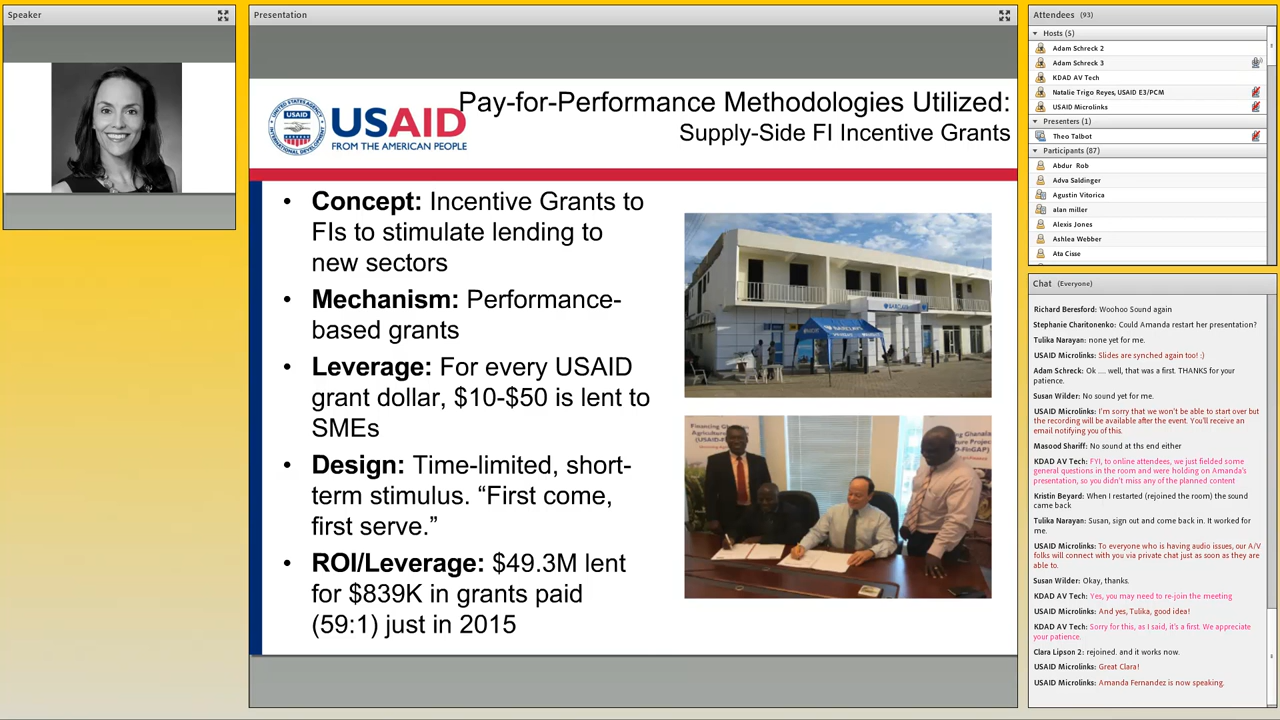 Speaker
Presentation
UNITED STATES AGENCY
USAID
INTERNATIONAL DEVELOPMENT
USAID
FROM THE AMERICAN PEOPLE
Pay-for-Performance Methodologies Utilized:
Supply-Side FI Incentive Grants
• Concept: Incentive Grants to
FIs to stimulate lending to
new sectors
• Mechanism: Performance-
based grants
• Leverage: For every USAID
grant dollar, $10-$50 is lent to
SMEs
• Design: Time-limited, short-
term stimulus. “First come,
first serve.”
• ROI/Leverage: $49.3M lent
for $839K in grants paid
(59:1) just in 2015
BARCLAYS
BARCLAYS
Financing Ghanaian
Agriculture
(USAID-F
Financing Ghanaia
ture Project
D-FinGAP)
Attendees (93)
Hosts (5)
Adam Schreck 2
Adam Schreck 3
KDAD AV Tech
Natalie Trigo Reyes, USAID E3/PCM
USAID Microlinks
Presenters (1)
Theo Talbot
Participants (87)
Abdur Rob
Adva Saldinger
Agustin Vitorica
alan miller
Alexis Jones
Ashlea Webber
Ata Cisse
Chat (Everyone)
Richard Beresford: Woohoo Sound again
Stephanie Charitonenko: Could Amanda restart her presentation?
Tulika Narayan: none yet for me.
USAID Microlinks: Slides are synched again too! :)
Adam Schreck: Ok .... well, that was a first. THANKS for your
patience.
Susan Wilder: No sound yet for me.
USAID Microlinks: I'm sorry that we won't be able to start over but
the recording will be available after the event. You'll receive an
email notifying you of this.
Masood Shariff: No sound at ths end either
KDAD AV Tech: FYI, to online attendees, we just fielded some
general questions in the room and were holding on Amanda's
presentation, so you didn't miss any of the planned content
Kristin Beyard: When I restarted (rejoined the room) the sound
came back
Tulika Narayan: Susan, sign out and come back in. It worked for
me.
USAID Microlinks: To everyone who is having audio issues, our A/V
folks will connect with you via private chat just as soon as they are
able to.
Susan Wilder: Okay, thanks.
KDAD AV Tech: Yes, you may need to re-join the meeting
USAID Microlinks: And yes, Tulika, good idea!
KDAD AV Tech: Sorry for this, as I said, it's a first. We appreciate
your patience.
Clara Lipson 2: rejoined. and it works now.
USAID Microlinks: Great Clara!
USAID Microlinks: Amanda Fernandez is now speaking.